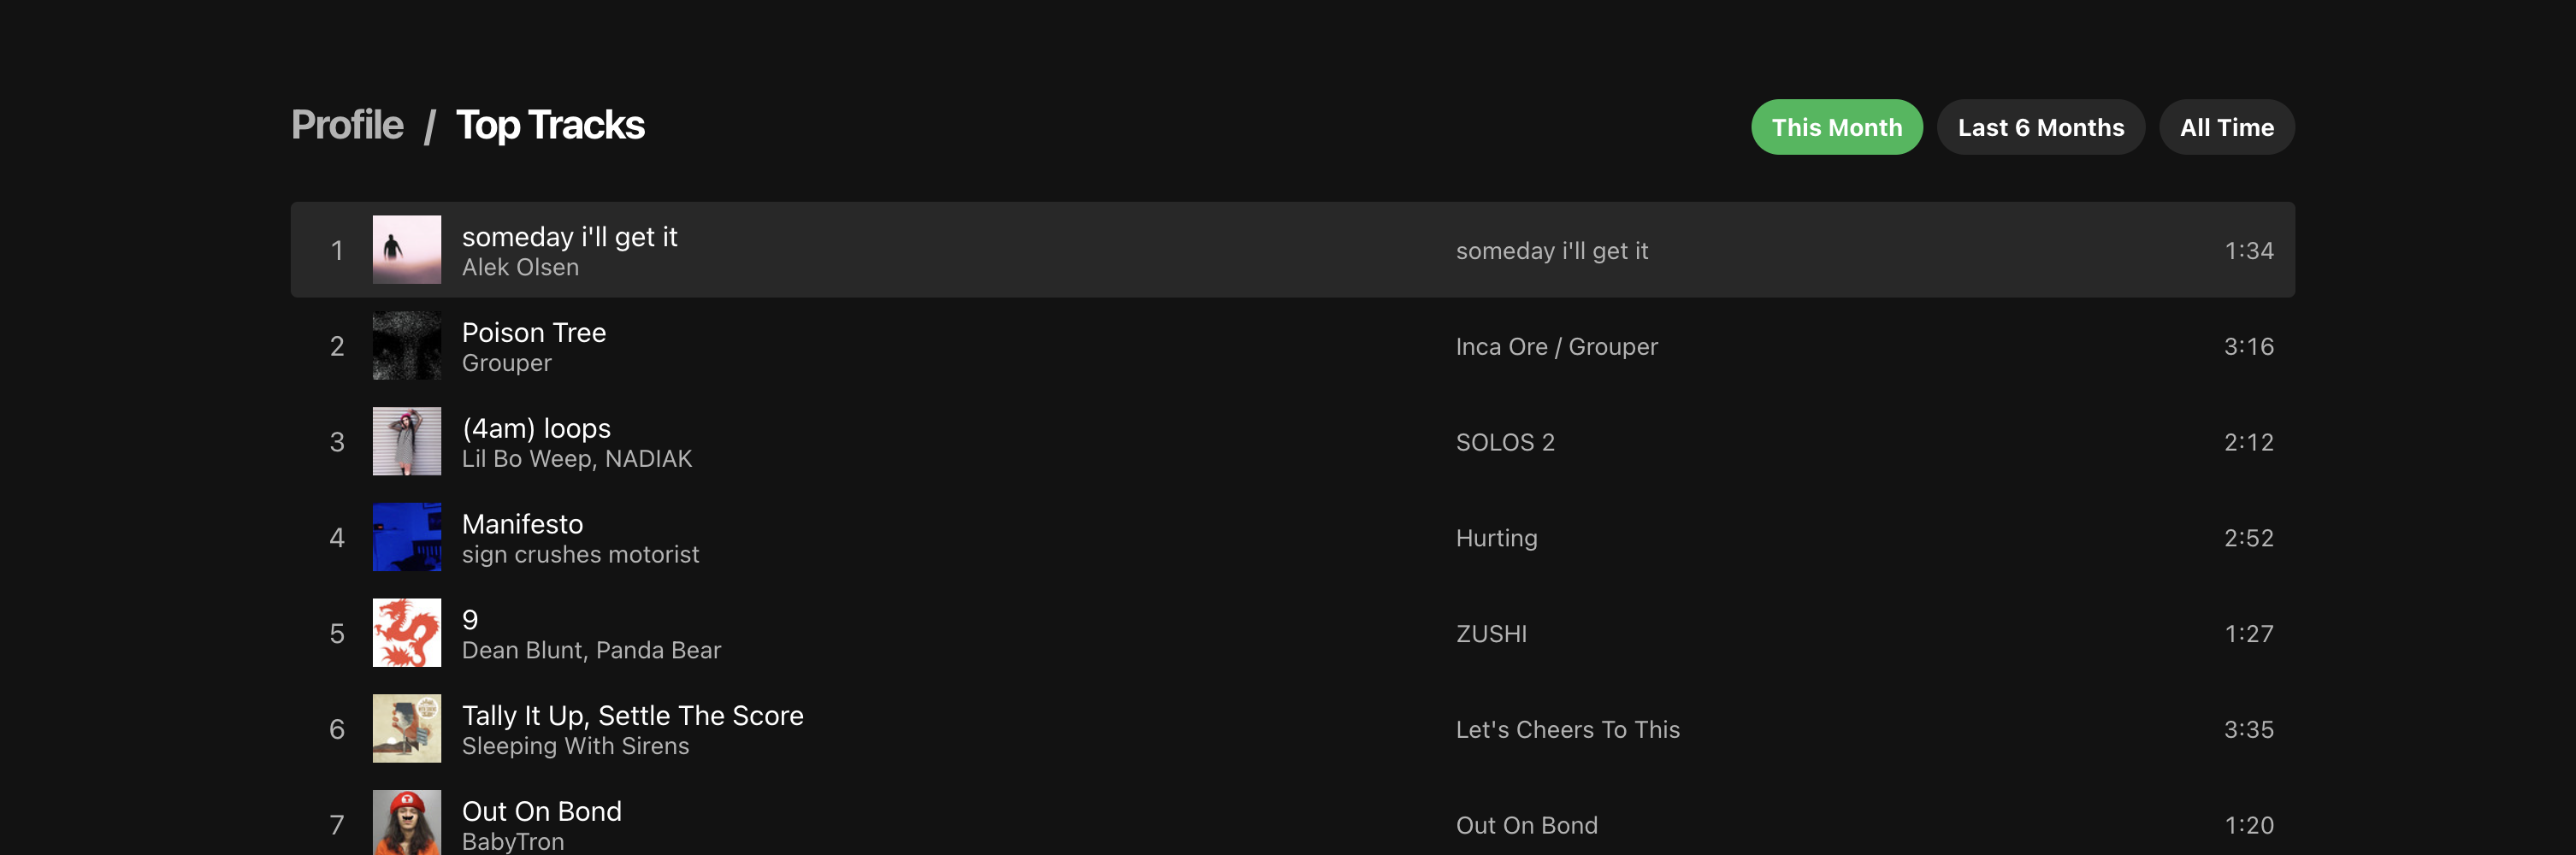 Profile / Top Tracks
This Month
Last 6 Months
All Time
1
someday i'll get it
Alek Olsen
someday i'll get it
1:34
2
Poison Tree
Grouper
Inca Ore / Grouper
3:16
3
(4am) loops
Lil Bo Weep, NADIAK
SOLOS 2
2:12
4
Manifesto
sign crushes motorist
Hurting
2:52
5
9
Dean Blunt, Panda Bear
ZUSHI
1:27
6
Tally It Up, Settle The Score
Sleeping With Sirens
Let's Cheers To This
3:35
7
Out On Bond
BabyTron
Out On Bond
1:20